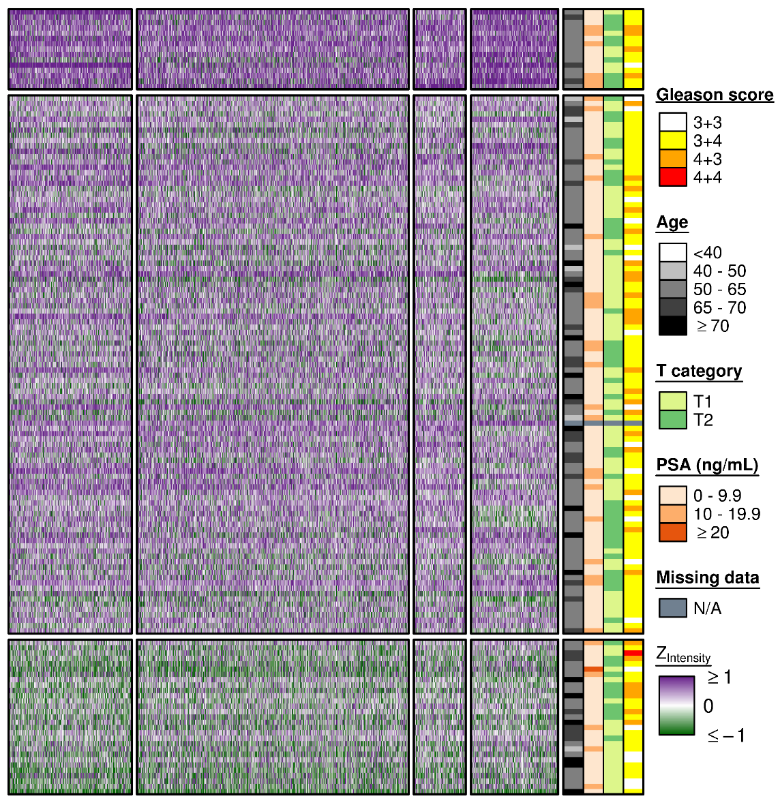 Gleason score
3+3
3+4
4+3
4+4
Age
<40
40 - 50
50 - 65
65 - 70
≥ 70
T category
T1
T2
PSA (ng/mL)
0 - 9.9
10 - 19.9
≥ 20
Missing data
N/A
ZIntensity
≥ 1
0
≤ − 1